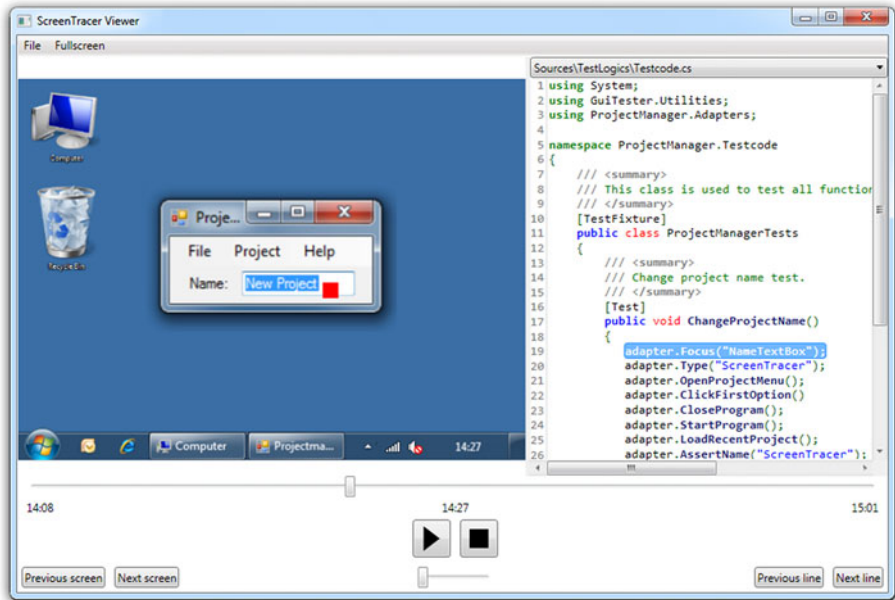 ScreenTracer Viewer
File Fullscreen
Computer
Recycle Bin
Proje...
File Project Help
Name: New Project
Computer Projectma... 14:27
Sources\TestLogics\Testcode.cs
1 using System;
2 using GuiTester.Utilities;
3 using ProjectManager.Adapters;
4
5 namespace ProjectManager.Testcode
6 {
7 /// <summary>
8 /// This class is used to test all function
9 /// </summary>
10 [TestFixture]
11 public class ProjectManagerTests
12 {
13 /// <summary>
14 /// Change project name test.
15 /// </summary>
16 [Test]
17 public void ChangeProjectName()
18 {
19 adapter.Focus("NameTextBox");
20 adapter.Type("ScreenTracer");
21 adapter.OpenProjectMenu();
22 adapter.ClickFirstOption()
23 adapter.CloseProgram();
24 adapter.StartProgram();
25 adapter.LoadRecentProject();
26 adapter.AssertName("ScreenTracer");
14:08 14:27 15:01
Previous screen Next screen Previous line Next line